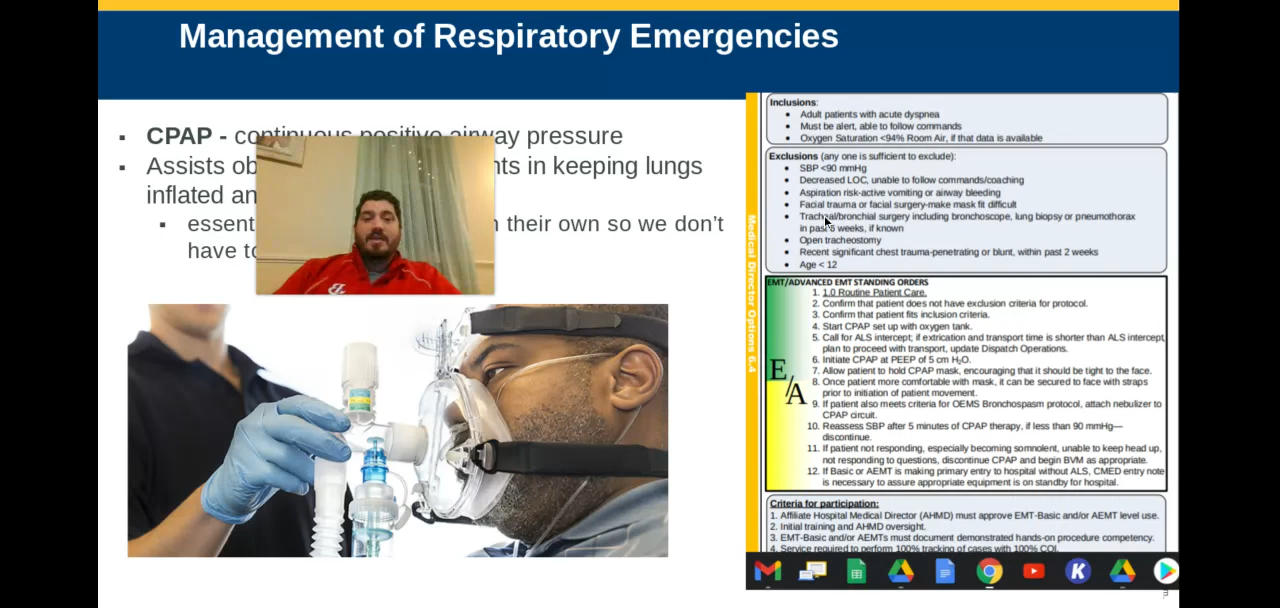 Management of Respiratory Emergencies
CPAP - continuous positive airway pressure
Assists ob nts in keeping lungs
inflated an
essent their own so we don't
have to
Medical Director Options 6.4
Inclusions:
Adult patients with acute dyspnea
Must be alert, able to follow commands
Oxygen Saturation <94% Room Air, if that data is available
Exclusions (any one is sufficient to exclude):
SBP <90 mmHg
Decreased LOC, unable to follow commands/coaching
Aspiration risk-active vomiting or airway bleeding
Facial trauma or facial surgery-make mask fit difficult
Tracheal/bronchial surgery including bronchoscope, lung biopsy or pneumothorax
in past 6 weeks, if known
Open tracheostomy
Recent significant chest trauma-penetrating or blunt, within past 2 weeks
Age < 12
EMT/ADVANCED EMT STANDING ORDERS
E/A
1. 1.0 Routine Patient Care.
2. Confirm that patient does not have exclusion criteria for protocol.
3. Confirm that patient fits inclusion criteria.
4. Start CPAP set up with oxygen tank.
5. Call for ALS intercept; if extrication and transport time is shorter than ALS intercept,
plan to proceed with transport, update Dispatch Operations.
6. Initiate CPAP at PEEP of 5 cm H₂O.
7. Allow patient to hold CPAP mask, encouraging that it should be tight to the face.
8. Once patient more comfortable with mask, it can be secured to face with straps
prior to initiation of patient movement.
9. If patient also meets criteria for OEMS Bronchospasm protocol, attach nebulizer to
CPAP circuit.
10. Reassess SBP after 5 minutes of CPAP therapy, if less than 90 mmHg—
discontinue.
11. If patient not responding, especially becoming somnolent, unable to keep head up,
not responding to questions, discontinue CPAP and begin BVM as appropriate.
12. If Basic or AEMT is making primary entry to hospital without ALS, CMED entry note
is necessary to assure appropriate equipment is on standby for hospital.
Criteria for participation:
1. Affiliate Hospital Medical Director (AHMD) must approve EMT-Basic and/or AEMT level use.
2. Initial training and AHMD oversight.
3. EMT-Basic and/or AEMTs must document demonstrated hands-on procedure competency.
4. Service required to perform 100% tracking of cases with 100% CQI.
K